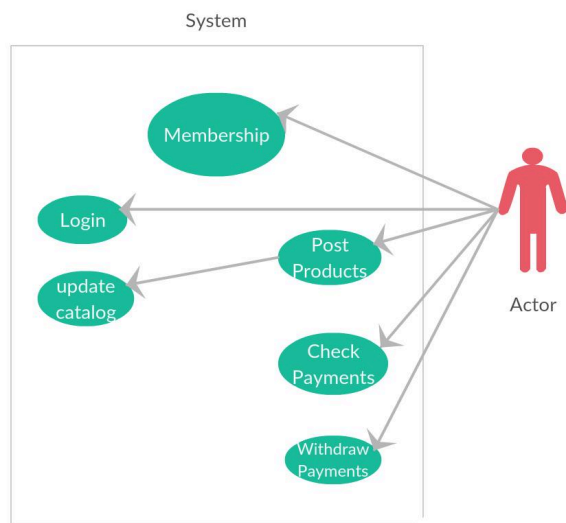 System
Membership
Login
Post
Products
update
catalog
Actor
Check
Payments
Withdraw
Payments